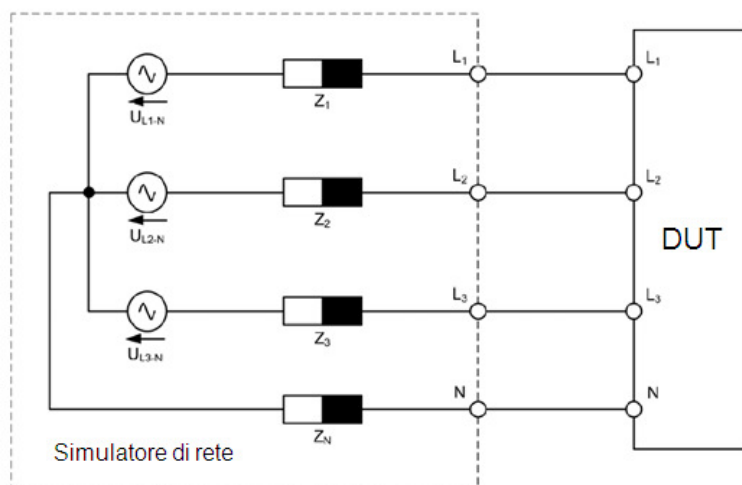 L1
L1
Z1
UL1-N
L2
L2
Z2
UL2-N
DUT
L3
L3
Z3
UL3-N
N
N
ZN
Simulatore di rete